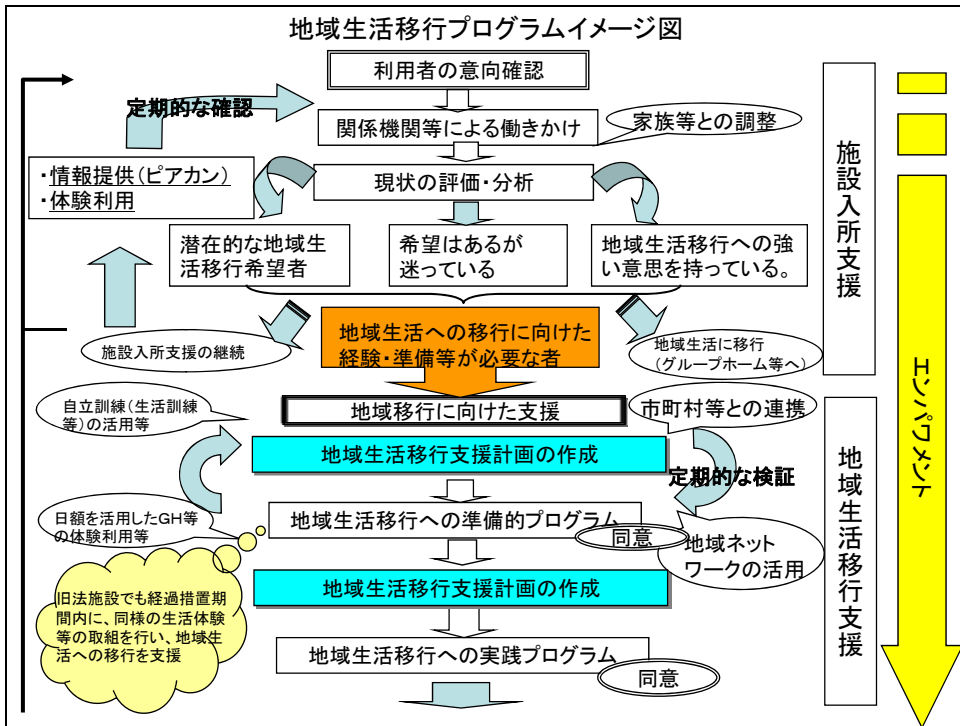 地域生活移行プログラムイメージ図
利用者の意向確認
定期的な確認
関係機関等による働きかけ
家族等との調整
・情報提供(ピアカン)
・体験利用
現状の評価・分析
潜在的な地域生
活移行希望者
希望はあるが
迷っている
地域生活移行への強
い意思を持っている。
施設入所支援
施設入所支援の継続
地域生活への移行に向けた
経験・準備等が必要な者
地域生活に移行
(グループホーム等へ)
自立訓練(生活訓練
等)の活用等
地域移行に向けた支援
市町村等との連携
地域生活移行支援計画の作成
定期的な検証
日額を活用したGH等
の体験利用等
地域生活移行への準備的プログラム
同意
地域ネット
ワークの活用
地域生活移行支援計画の作成
旧法施設でも経過措置期
間内に、同様の生活体験
等の取組を行い、地域生
活への移行を支援
地域生活移行への実践プログラム
同意
地域生活移行支援
エンパワメント